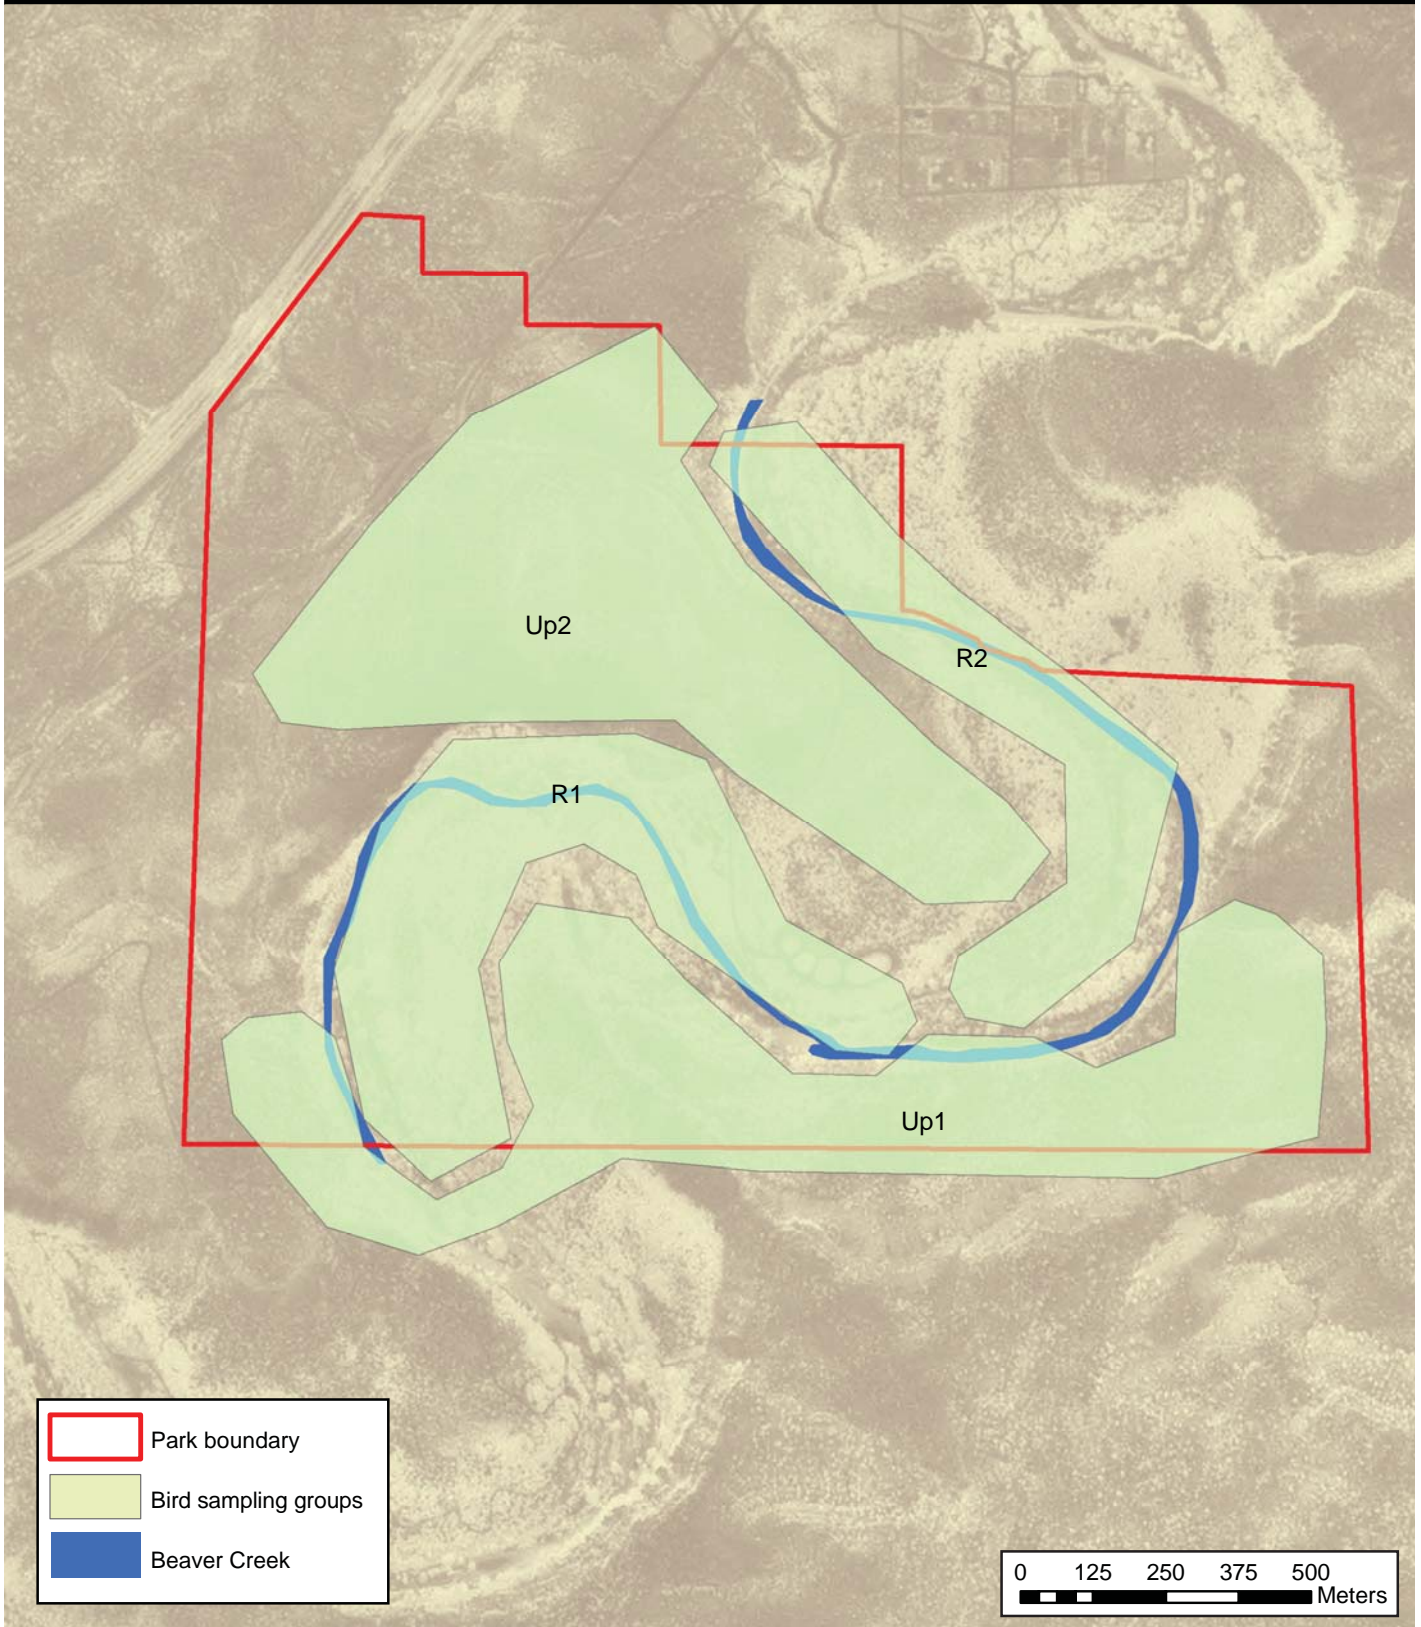 Up2
R2
R1
Up1
Park boundary
Bird sampling groups
Beaver Creek
0 125 250 375 500
Meters